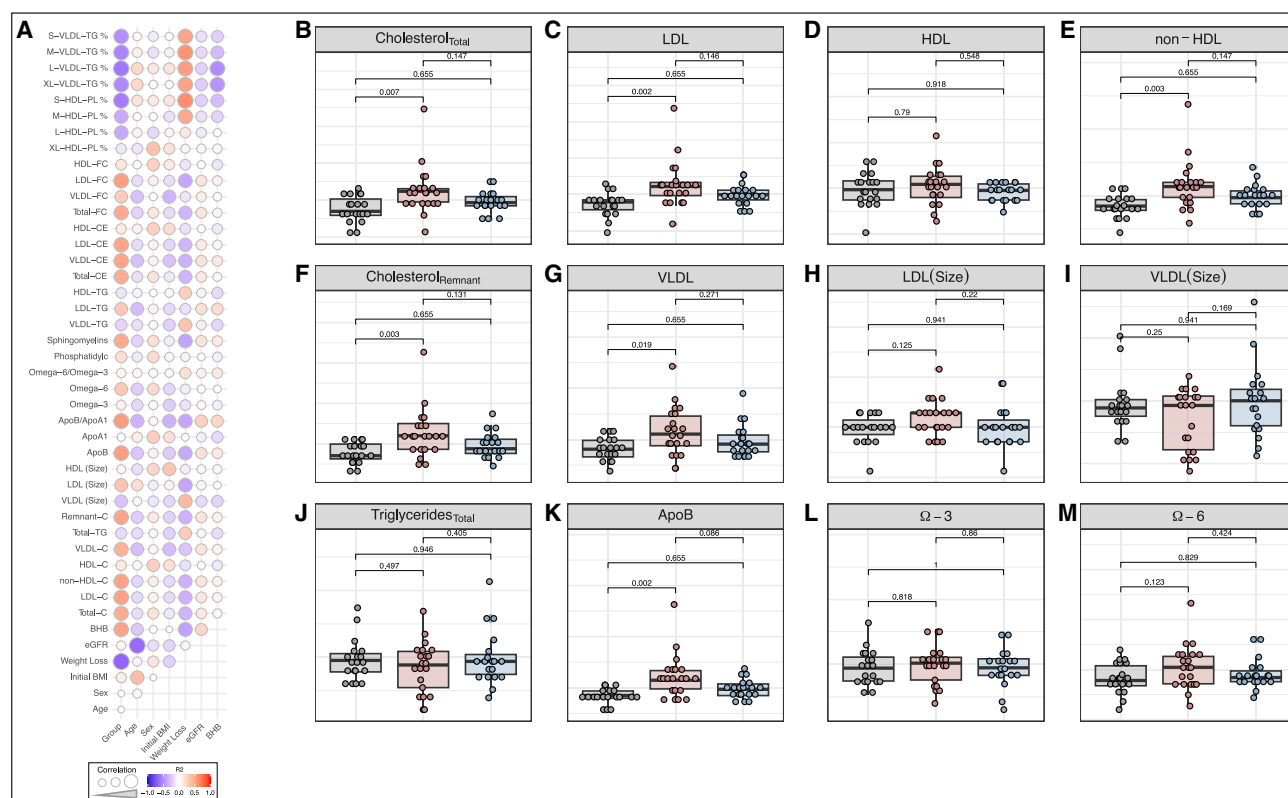 A
S−VLDL−TG %
M−VLDL−TG %
L−VLDL−TG %
XL−VLDL−TG %
S−HDL−PL %
M−HDL−PL %
L−HDL−PL %
XL−HDL−PL %
HDL−FC
LDL−FC
VLDL−FC
Total−FC
HDL−CE
LDL−CE
VLDL−CE
Total−CE
HDL−TG
LDL−TG
VLDL−TG
Sphingomyelins
Phosphatidylc
Omega−6/Omega−3
Omega−6
Omega−3
ApoB/ApoA1
ApoA1
ApoB
HDL (Size)
LDL (Size)
VLDL (Size)
Remnant−C
Total−TG
VLDL−C
HDL−C
non−HDL−C
LDL−C
Total−C
BHB
eGFR
Weight Loss
Initial BMI
Sex
Age
Group
Age
Sex
Initial BMI
Weight Loss
eGFR
BHB
Correlation
R2
−1.0 −0.5 0.0 0.5 1.0
B
Cholesterol Total
0.147
0.655
0.007
C
LDL
0.146
0.655
0.002
D
HDL
0.548
0.918
0.79
E
non−HDL
0.147
0.655
0.003
F
Cholesterol Remnant
0.131
0.655
0.003
G
VLDL
0.271
0.655
0.019
H
LDL(Size)
0.22
0.941
0.125
I
VLDL(Size)
0.169
0.941
0.25
J
Triglycerides Total
0.405
0.946
0.497
K
ApoB
0.086
0.655
0.002
L
Ω−3
0.86
1
0.818
M
Ω−6
0.424
0.829
0.123